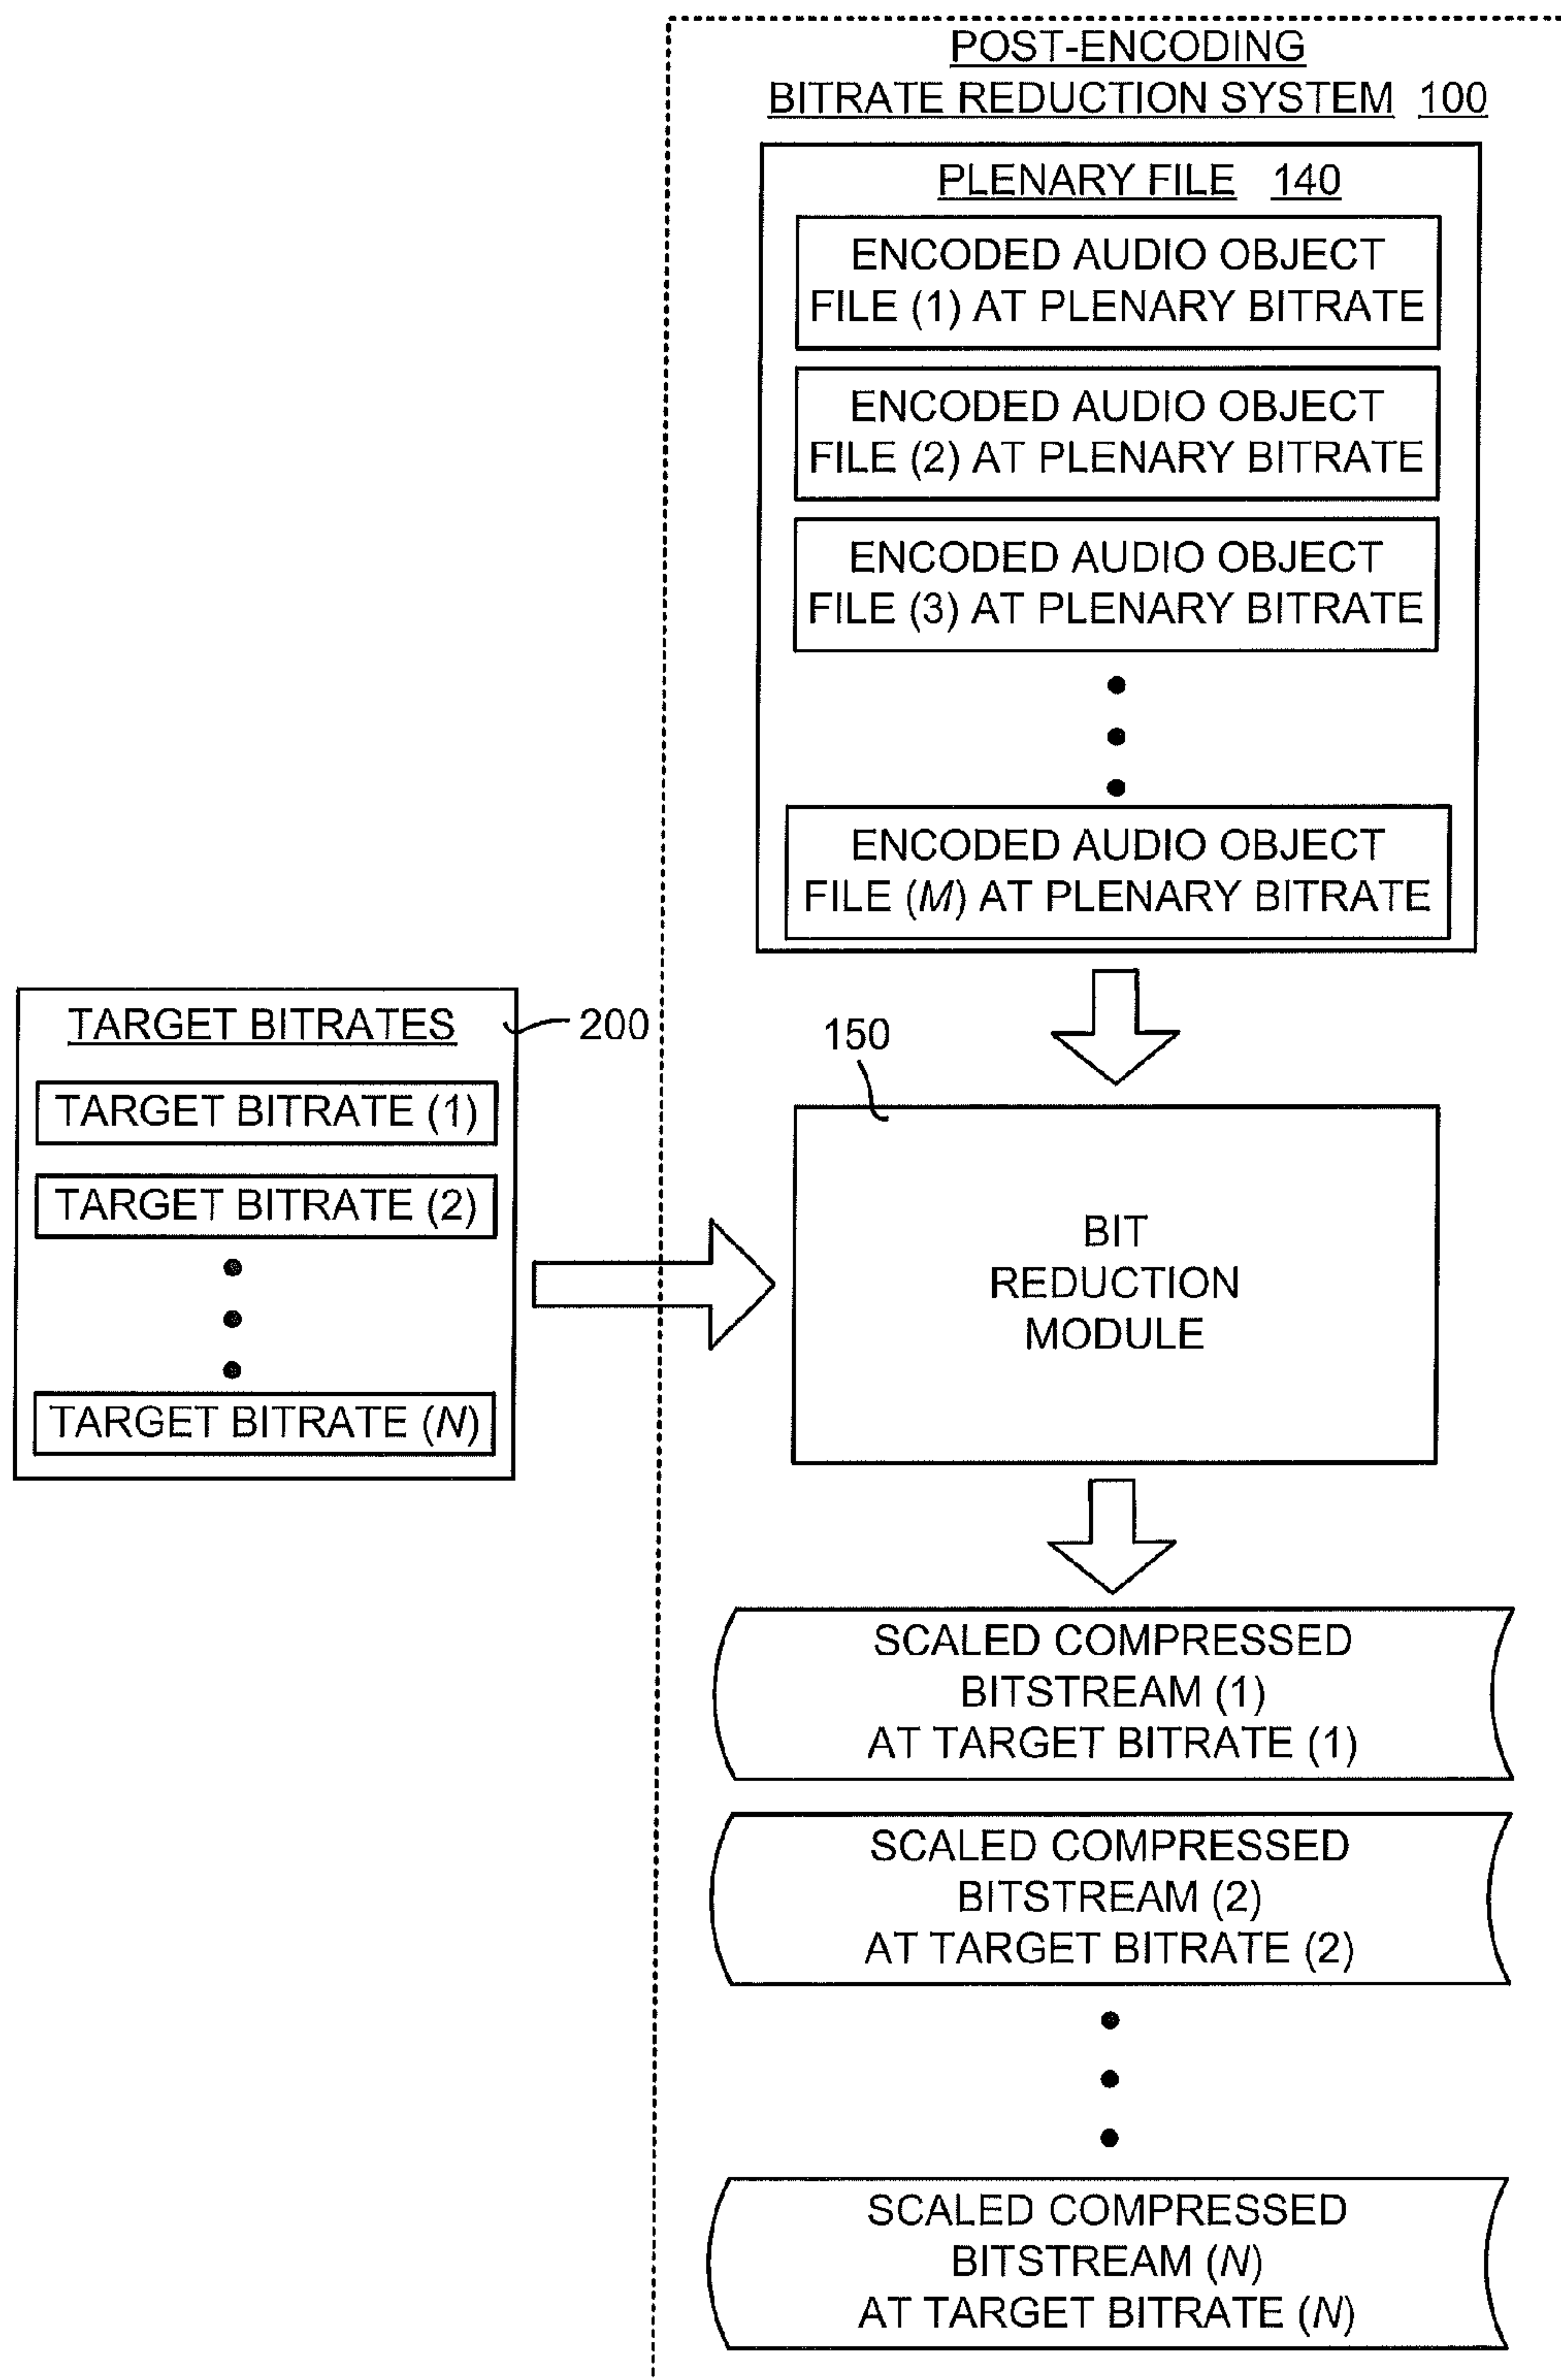 POST-ENCODING
BITRATE REDUCTION SYSTEM 100
PLENARY FILE 140
ENCODED AUDIO OBJECT
FILE (1) AT PLENARY BITRATE
ENCODED AUDIO OBJECT
FILE (2) AT PLENARY BITRATE
ENCODED AUDIO OBJECT
FILE (3) AT PLENARY BITRATE
ENCODED AUDIO OBJECT
FILE (M) AT PLENARY BITRATE
TARGET BITRATES
200
TARGET BITRATE (1)
TARGET BITRATE (2)
TARGET BITRATE (N)
150
BIT
REDUCTION
MODULE
SCALED COMPRESSED
BITSTREAM (1)
AT TARGET BITRATE (1)
SCALED COMPRESSED
BITSTREAM (2)
AT TARGET BITRATE (2)
SCALED COMPRESSED
BITSTREAM (N)
AT TARGET BITRATE (N)